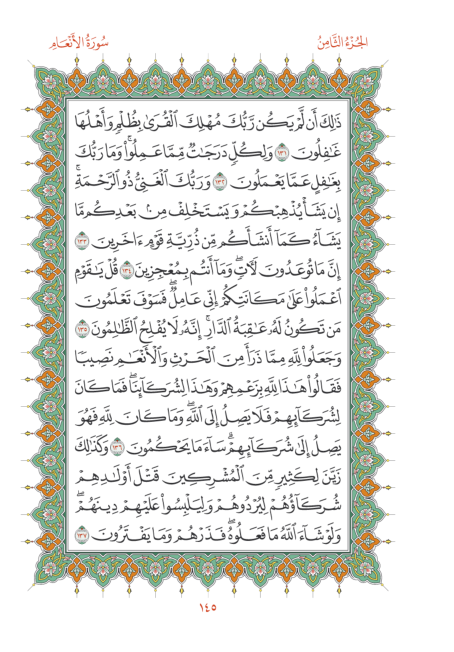 الجُزْءُ الثَّامِنُ
سُورَةُ الأَنْعَامِ
ذَٰلِكَ أَن لَّمْ يَكُن رَّبُّكَ مُهْلِكَ ٱلْقُرَىٰ بِظُلْمٍ وَأَهْلُهَا
غَٰفِلُونَ ١٣١ وَلِكُلٍّ دَرَجَٰتٌ مِّمَّا عَمِلُوا۟ ۚ وَمَا رَبُّكَ
بِغَٰفِلٍ عَمَّا يَعْمَلُونَ ١٣٢ وَرَبُّكَ ٱلْغَنِىُّ ذُو ٱلرَّحْمَةِ ۚ
إِن يَشَأْ يُذْهِبْكُمْ وَيَسْتَخْلِفْ مِنۢ بَعْدِكُم مَّا
يَشَآءُ كَمَآ أَنشَأَكُم مِّن ذُرِّيَّةِ قَوْمٍ ءَاخَرِينَ ١٣٣
إِنَّ مَا تُوعَدُونَ لَءَاتٍ ۖ وَمَآ أَنتُم بِمُعْجِزِينَ ١٣٤ قُلْ يَٰقَوْمِ
ٱعْمَلُوا۟ عَلَىٰ مَكَانَتِكُمْ إِنِّى عَامِلٌ ۖ فَسَوْفَ تَعْلَمُونَ
مَن تَكُونُ لَهُۥ عَٰقِبَةُ ٱلدَّارِ ۗ إِنَّهُۥ لَا يُفْلِحُ ٱلظَّٰلِمُونَ ١٣٥
وَجَعَلُوا۟ لِلَّهِ مِمَّا ذَرَأَ مِنَ ٱلْحَرْثِ وَٱلْأَنْعَٰمِ نَصِيبًا
فَقَالُوا۟ هَٰذَا لِلَّهِ بِزَعْمِهِمْ وَهَٰذَا لِشُرَكَآئِنَا ۖ فَمَا كَانَ
لِشُرَكَآئِهِمْ فَلَا يَصِلُ إِلَى ٱللَّهِ ۖ وَمَا كَانَ لِلَّهِ فَهُوَ
يَصِلُ إِلَىٰ شُرَكَآئِهِمْ ۗ سَآءَ مَا يَحْكُمُونَ ١٣٦ وَكَذَٰلِكَ
زَيَّنَ لِكَثِيرٍ مِّنَ ٱلْمُشْرِكِينَ قَتْلَ أَوْلَٰدِهِمْ
شُرَكَآؤُهُمْ لِيُرْدُوهُمْ وَلِيَلْبِسُوا۟ عَلَيْهِمْ دِينَهُمْ ۖ
وَلَوْ شَآءَ ٱللَّهُ مَا فَعَلُوهُ ۖ فَذَرْهُمْ وَمَا يَفْتَرُونَ ١٣٧
١٤٥